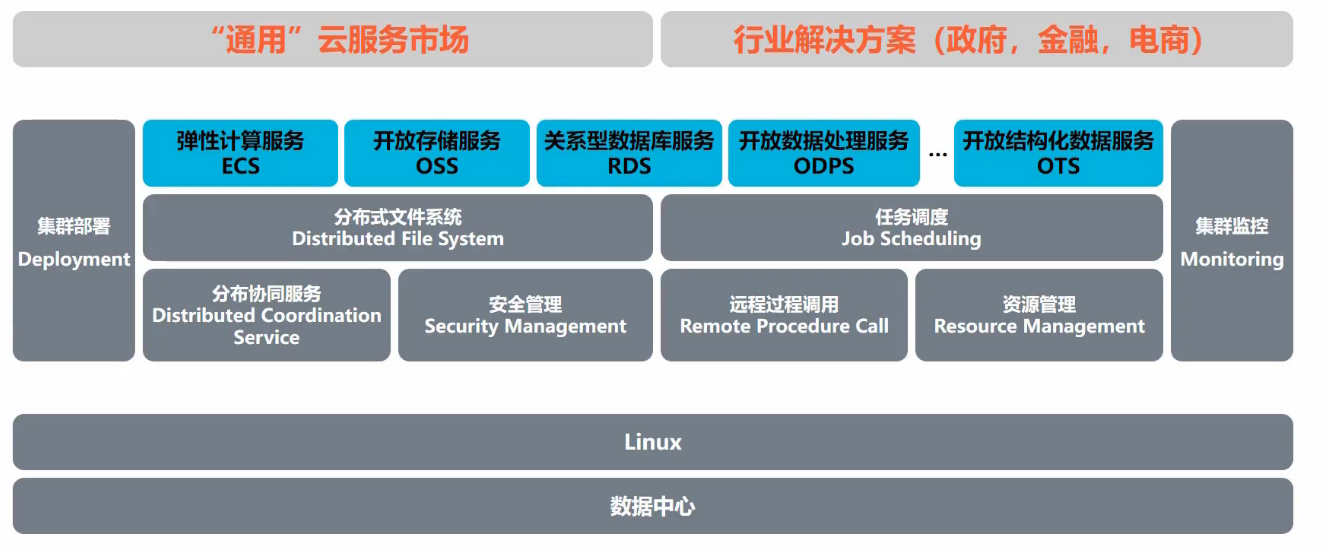 “通用”云服务市场
行业解决方案（政府，金融，电商）
集群部署
Deployment
弹性计算服务
ECS
开放存储服务
OSS
关系型数据库服务
RDS
开放数据处理服务
ODPS
...
开放结构化数据服务
OTS
分布式文件系统
Distributed File System
任务调度
Job Scheduling
分布协同服务
Distributed Coordination
Service
安全管理
Security Management
远程过程调用
Remote Procedure Call
资源管理
Resource Management
集群监控
Monitoring
Linux
数据中心